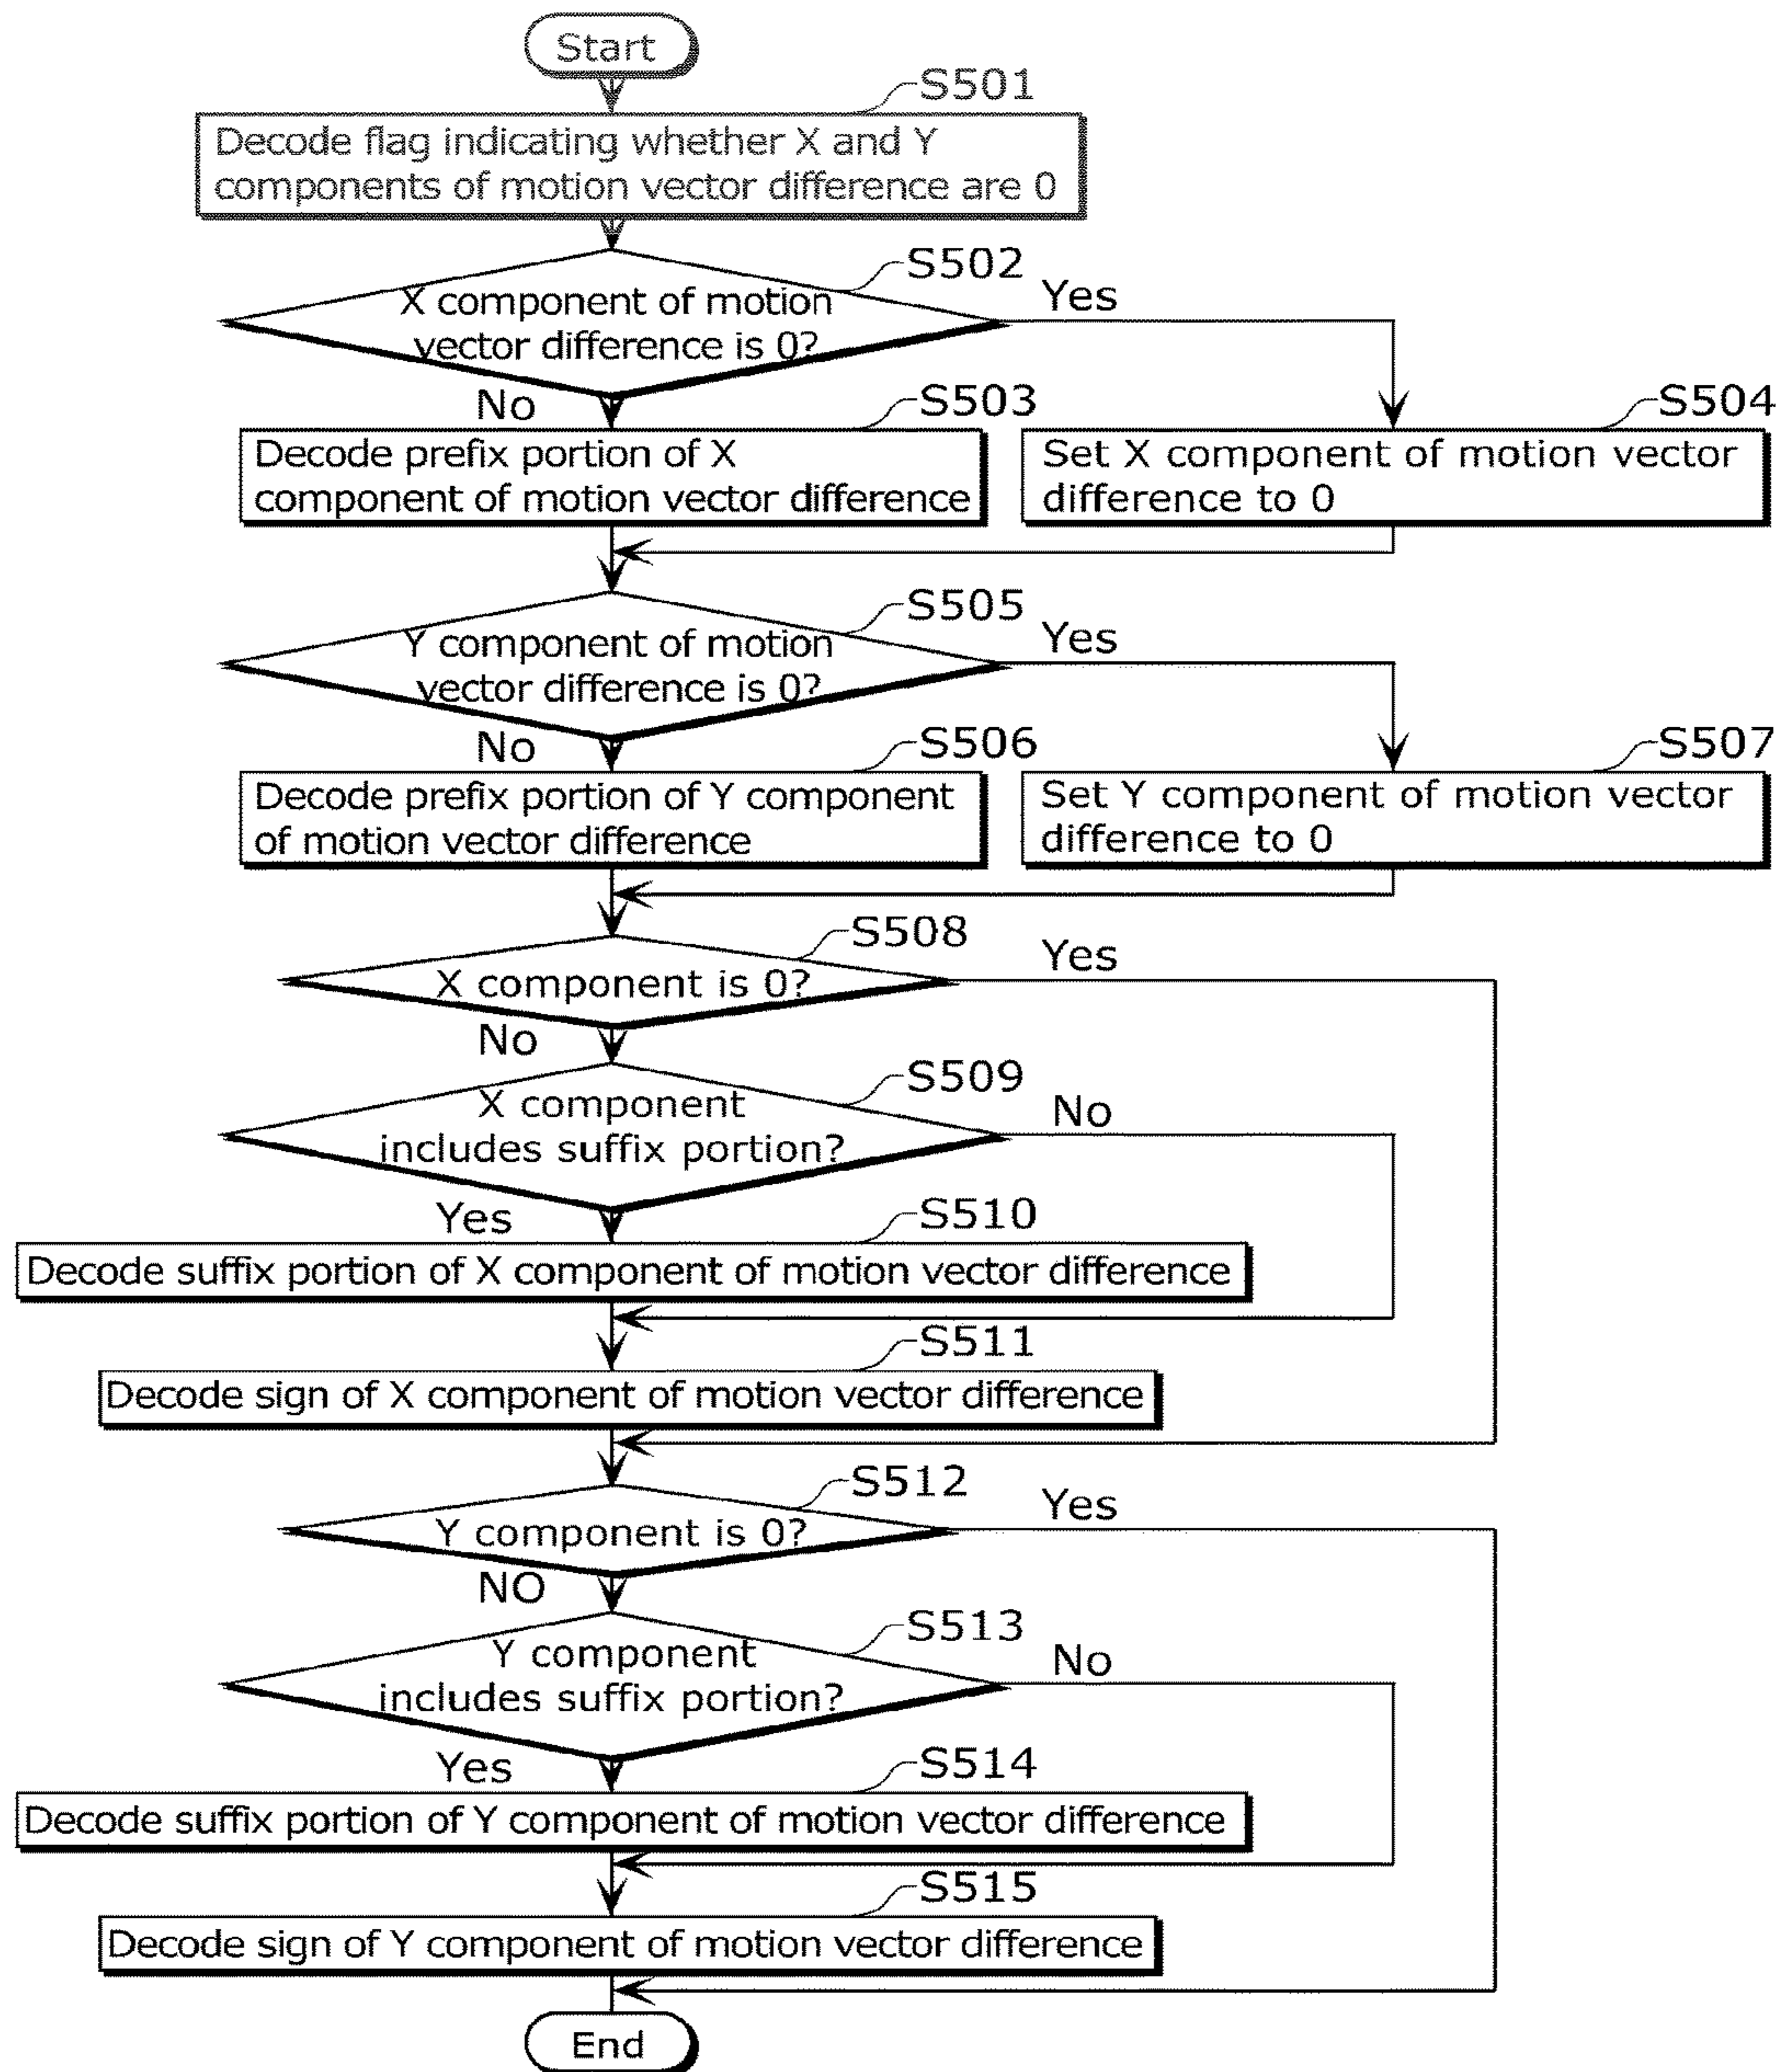 Start
S501
Decode flag indicating whether X and Y
components of motion vector difference are 0
S502
X component of motion
vector difference is 0?
Yes
No
S503
Decode prefix portion of X
component of motion vector difference
S504
Set X component of motion vector
difference to 0
S505
Y component of motion
vector difference is 0?
Yes
No
S506
Decode prefix portion of Y component
of motion vector difference
S507
Set Y component of motion vector
difference to 0
S508
X component is 0?
Yes
No
S509
X component
includes suffix portion?
No
Yes
S510
Decode suffix portion of X component of motion vector difference
S511
Decode sign of X component of motion vector difference
S512
Y component is 0?
Yes
NO
S513
Y component
includes suffix portion?
No
Yes
S514
Decode suffix portion of Y component of motion vector difference
S515
Decode sign of Y component of motion vector difference
End